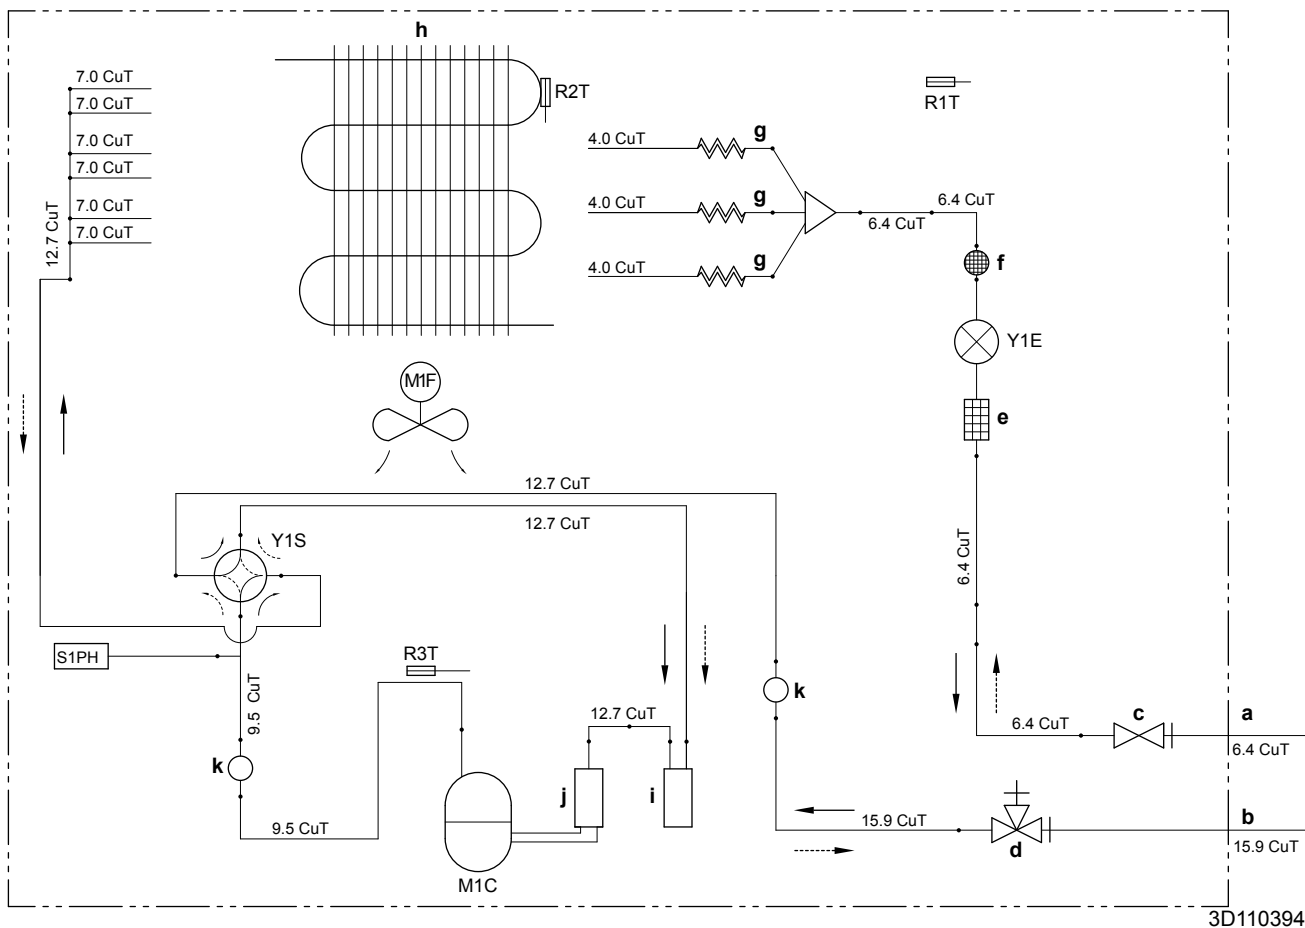 h
7.0 CuT
7.0 CuT
7.0 CuT
7.0 CuT
7.0 CuT
7.0 CuT
12.7 CuT
R2T
R1T
4.0 CuT
g
4.0 CuT
g
4.0 CuT
g
6.4 CuT
6.4 CuT
f
Y1E
e
M1F
12.7 CuT
12.7 CuT
Y1S
6.4 CuT
S1PH
R3T
9.5 CuT
k
k
12.7 CuT
6.4 CuT
c
a
6.4 CuT
j
i
9.5 CuT
15.9 CuT
d
b
15.9 CuT
M1C
3D110394